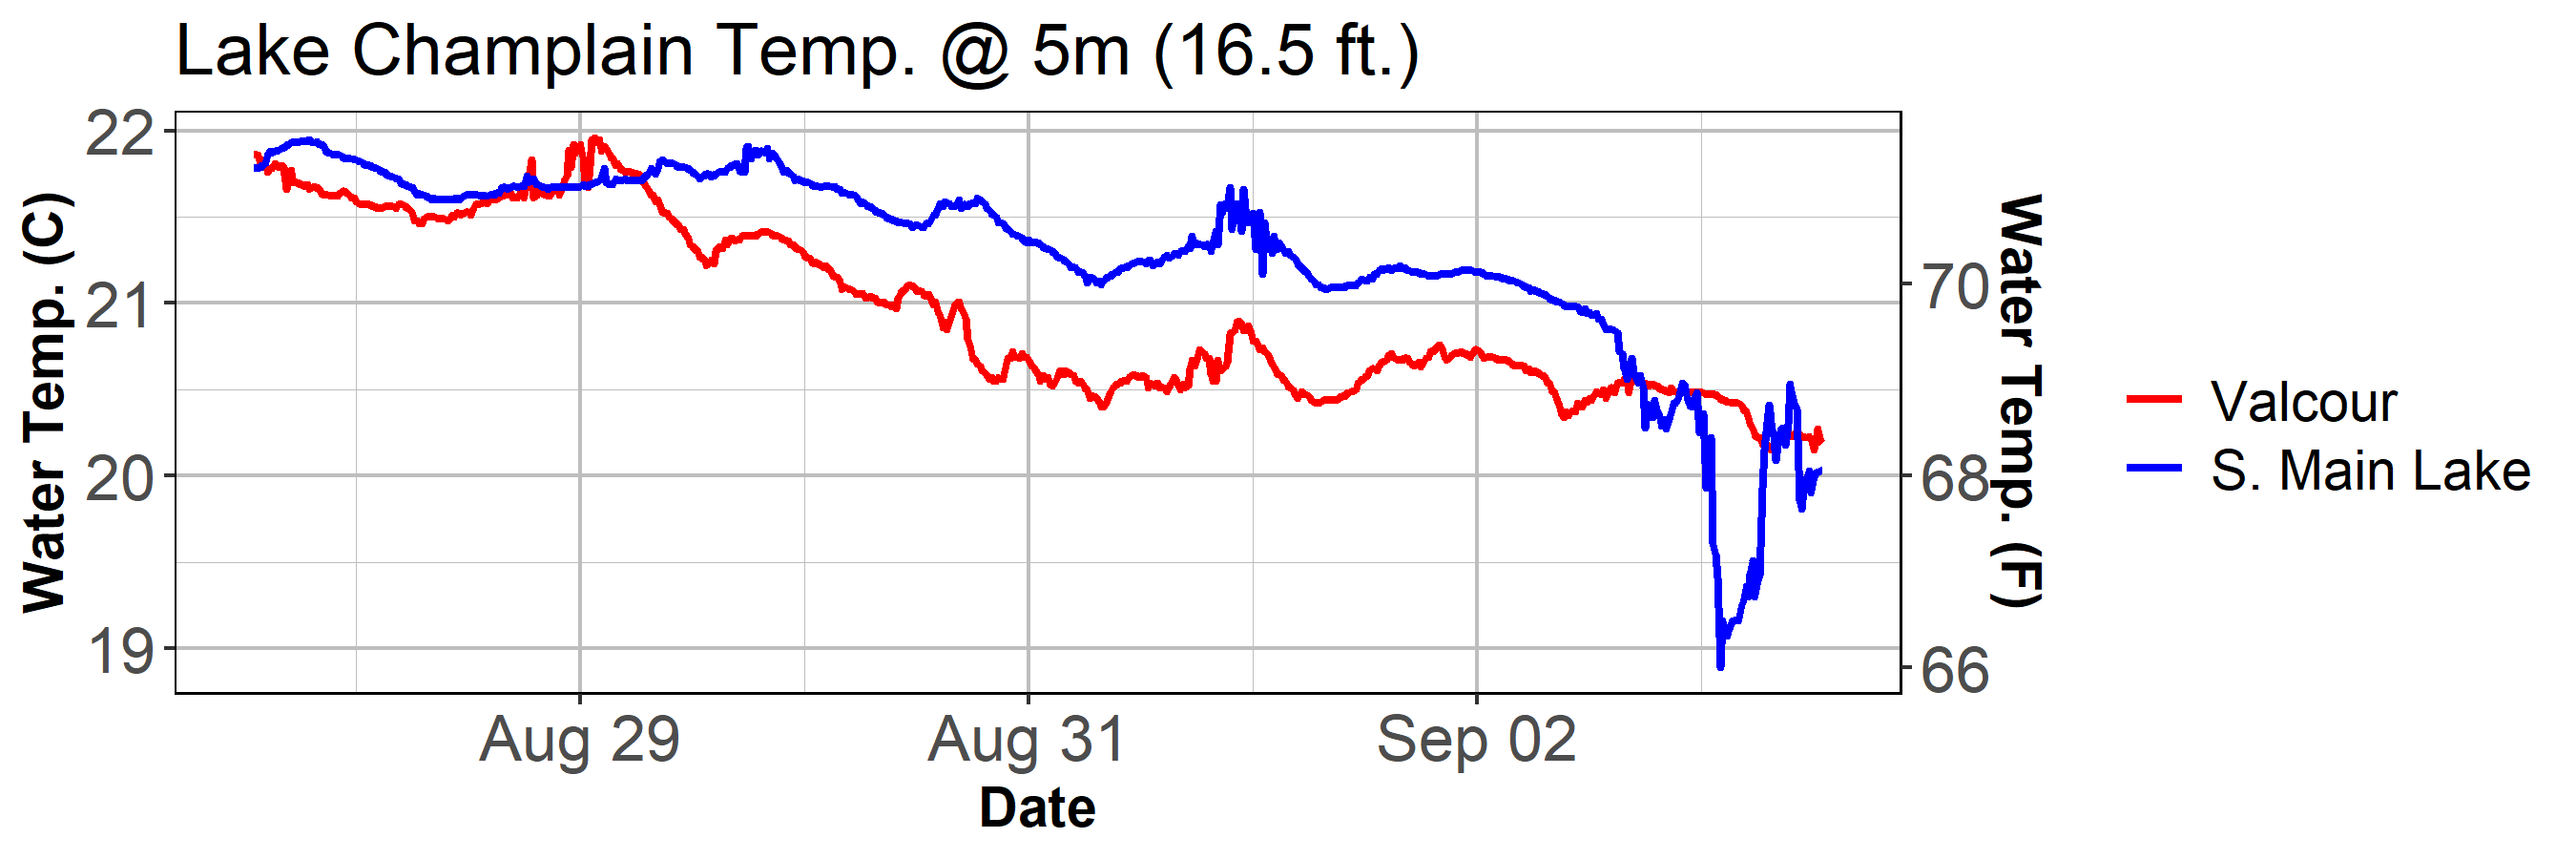 Lake Champlain Temp. @ 5m (16.5 ft.)
Water Temp. (C)
22
21
20
19
70
68
66
Water Temp. (F)
Aug 29
Aug 31
Sep 02
Date
Valcour
S. Main Lake